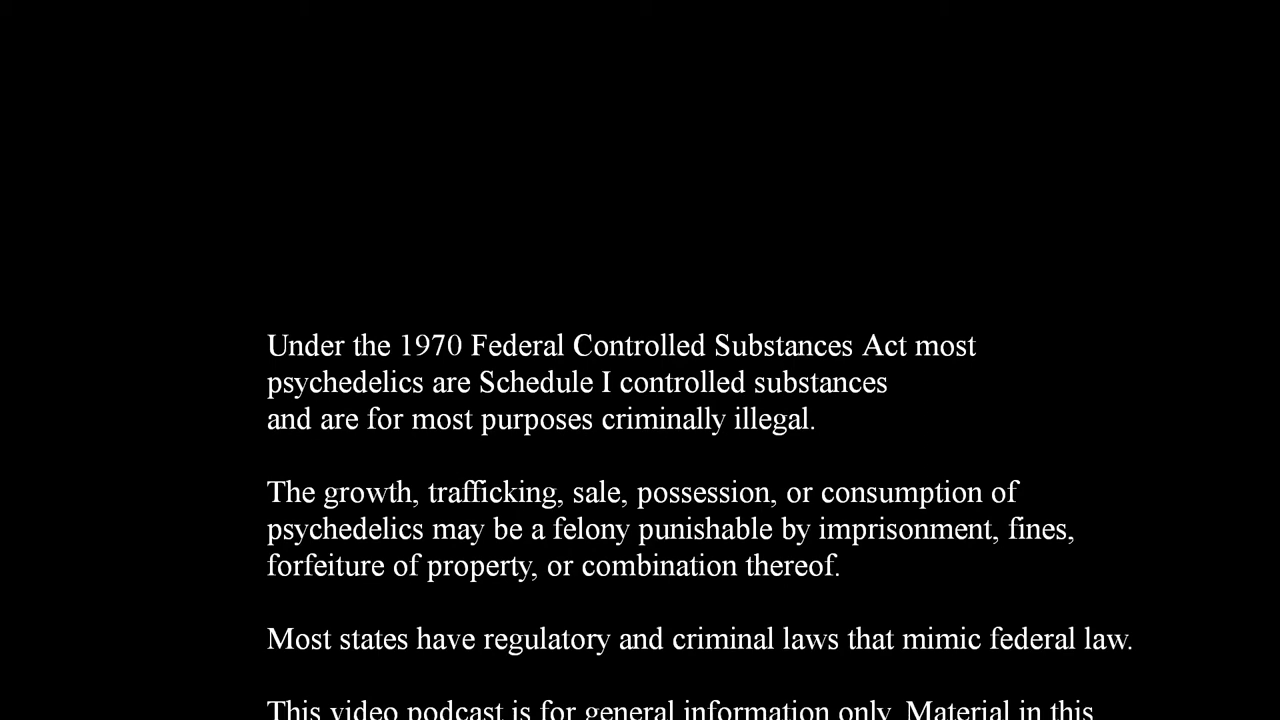 Under the 1970 Federal Controlled Substances Act most
psychedelics are Schedule I controlled substances
and are for most purposes criminally illegal.
The growth, trafficking, sale, possession, or consumption of
psychedelics may be a felony punishable by imprisonment, fines,
forfeiture of property, or combination thereof.
Most states have regulatory and criminal laws that mimic federal law.
This video podcast is for general information only. Material in this